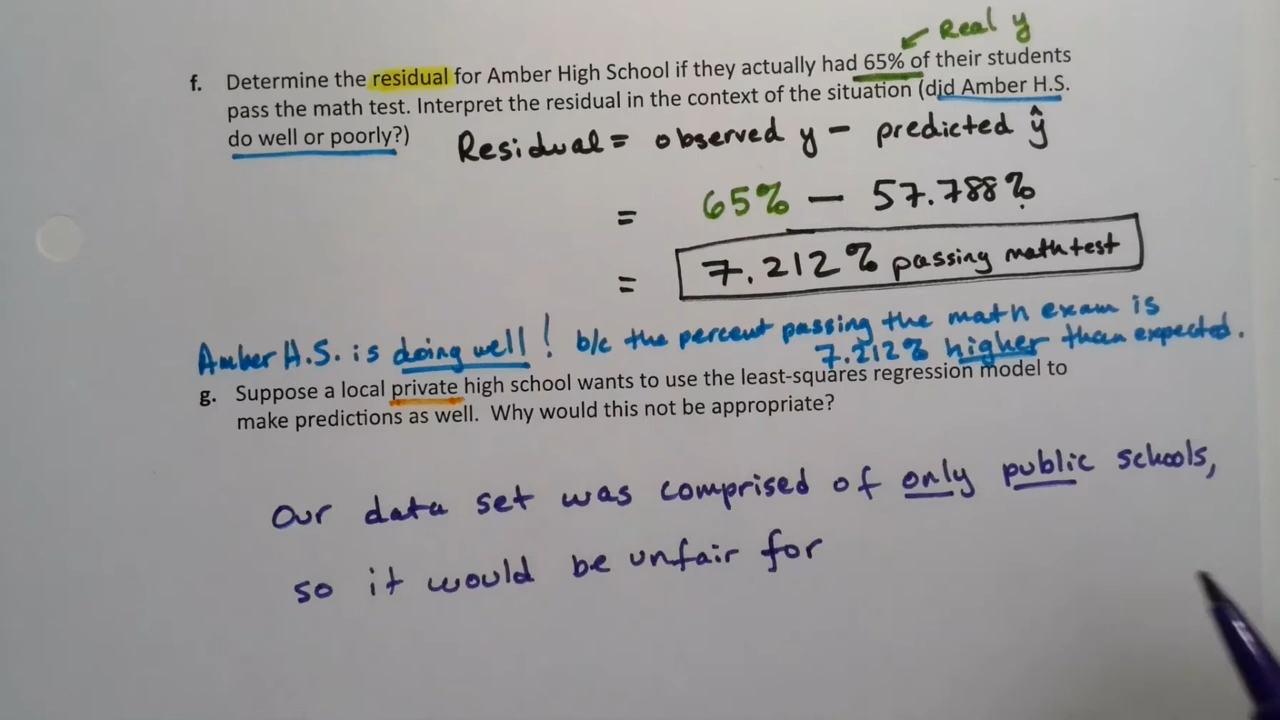 Real y
f. Determine the residual for Amber High School if they actually had 65% of their students
pass the math test. Interpret the residual in the context of the situation (did Amber H.S.
do well or poorly?)
Residual = observed y − predicted ŷ
= 65% − 57.788%
= 7.212% passing math test
Amber H.S. is doing well! b/c the percent passing the math exam is
7.212% higher than expected.
g. Suppose a local private high school wants to use the least-squares regression model to
make predictions as well. Why would this not be appropriate?
Our data set was comprised of only public schools,
so it would be unfair for